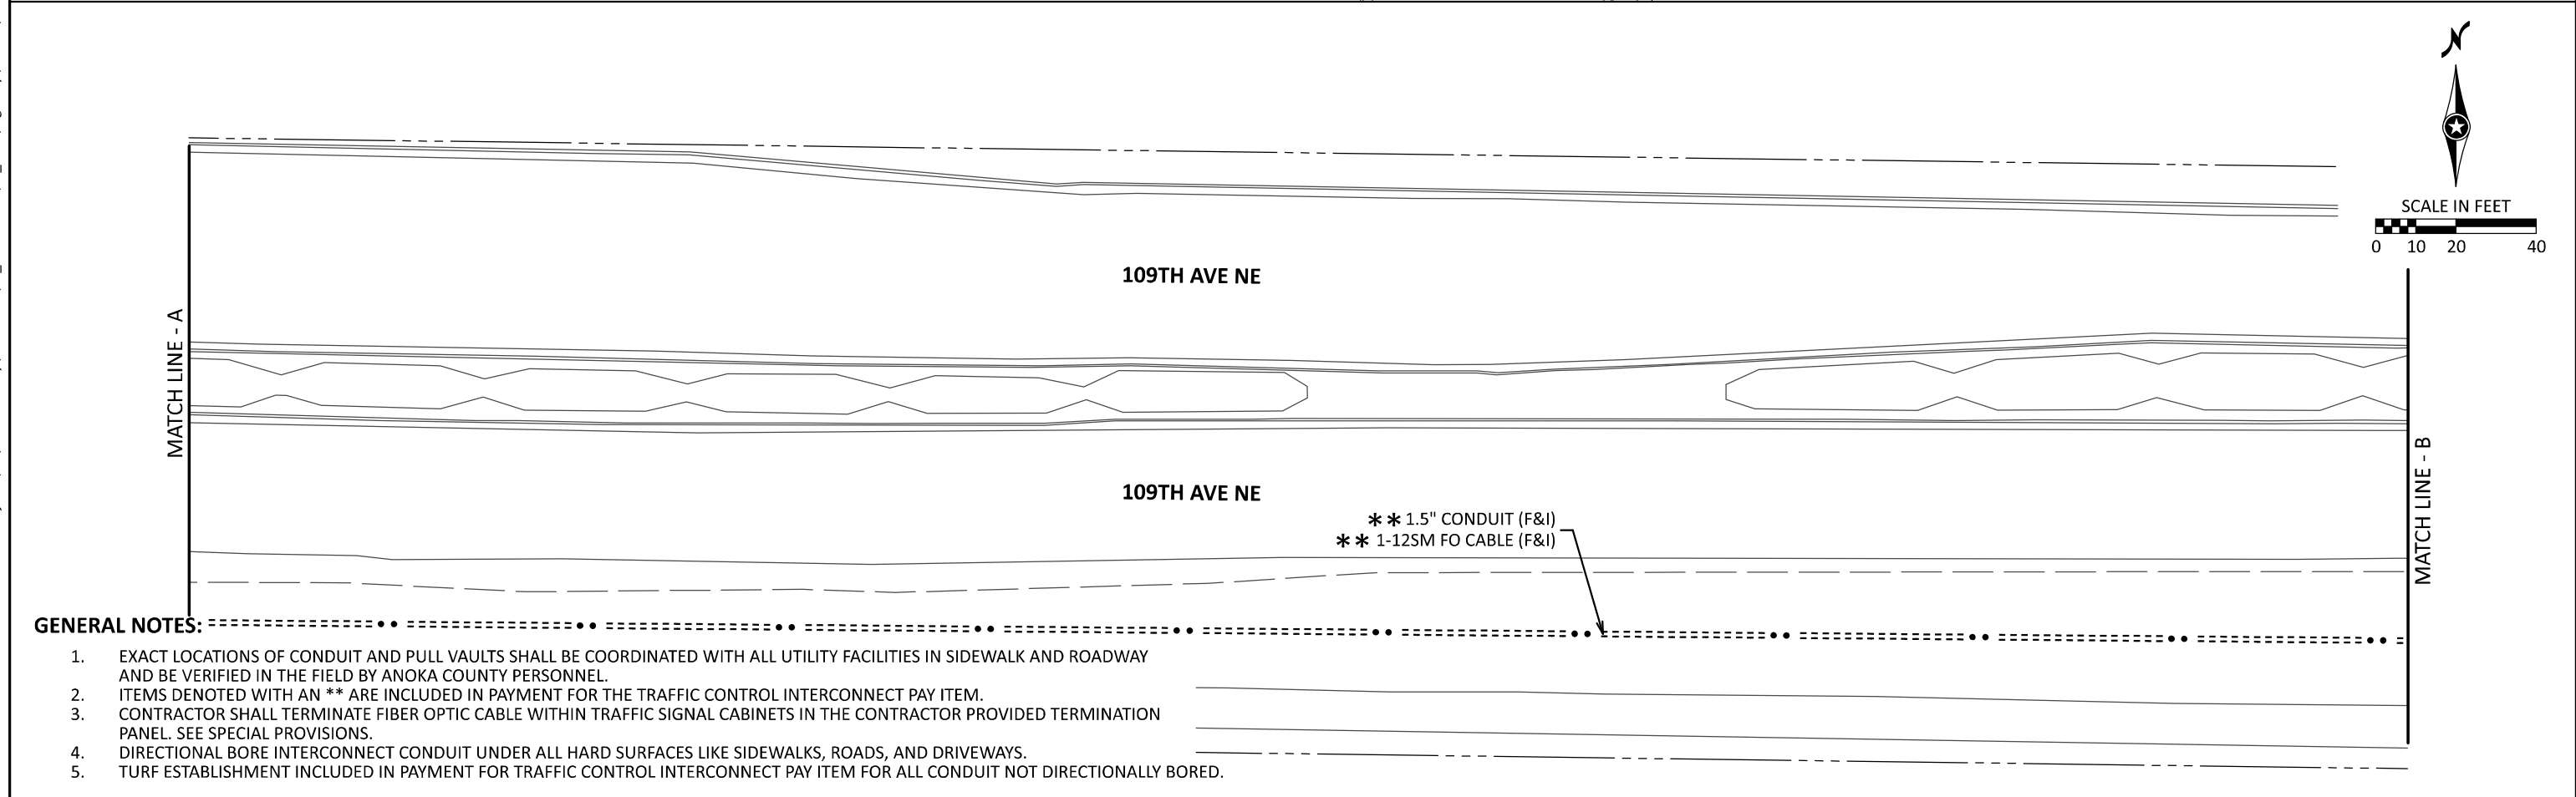 N
SCALE IN FEET
0 10 20 40
109TH AVE NE
MATCH LINE - A
MATCH LINE - B
109TH AVE NE
** 1.5" CONDUIT (F&I)
** 1-12SM FO CABLE (F&I)
GENERAL NOTES:
1. EXACT LOCATIONS OF CONDUIT AND PULL VAULTS SHALL BE COORDINATED WITH ALL UTILITY FACILITIES IN SIDEWALK AND ROADWAY
AND BE VERIFIED IN THE FIELD BY ANOKA COUNTY PERSONNEL.
2. ITEMS DENOTED WITH AN ** ARE INCLUDED IN PAYMENT FOR THE TRAFFIC CONTROL INTERCONNECT PAY ITEM.
3. CONTRACTOR SHALL TERMINATE FIBER OPTIC CABLE WITHIN TRAFFIC SIGNAL CABINETS IN THE CONTRACTOR PROVIDED TERMINATION
PANEL. SEE SPECIAL PROVISIONS.
4. DIRECTIONAL BORE INTERCONNECT CONDUIT UNDER ALL HARD SURFACES LIKE SIDEWALKS, ROADS, AND DRIVEWAYS.
5. TURF ESTABLISHMENT INCLUDED IN PAYMENT FOR TRAFFIC CONTROL INTERCONNECT PAY ITEM FOR ALL CONDUIT NOT DIRECTIONALLY BORED.